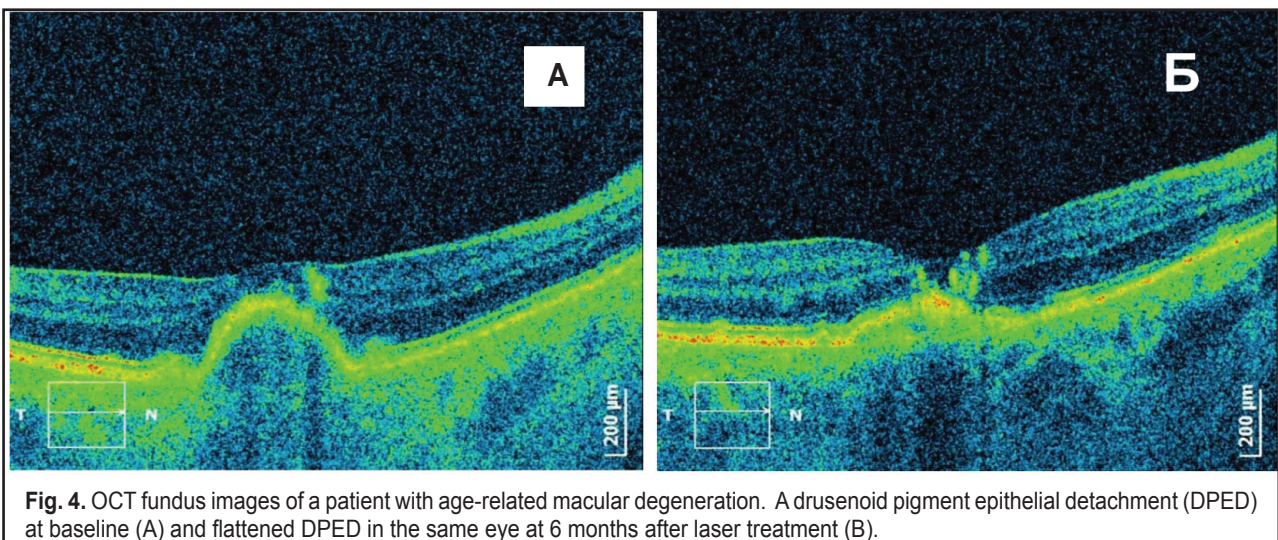 А
Б
T N
200 µm
T N
200 µm
Fig. 4. OCT fundus images of a patient with age-related macular degeneration. A drusenoid pigment epithelial detachment (DPED)
at baseline (A) and flattened DPED in the same eye at 6 months after laser treatment (B).